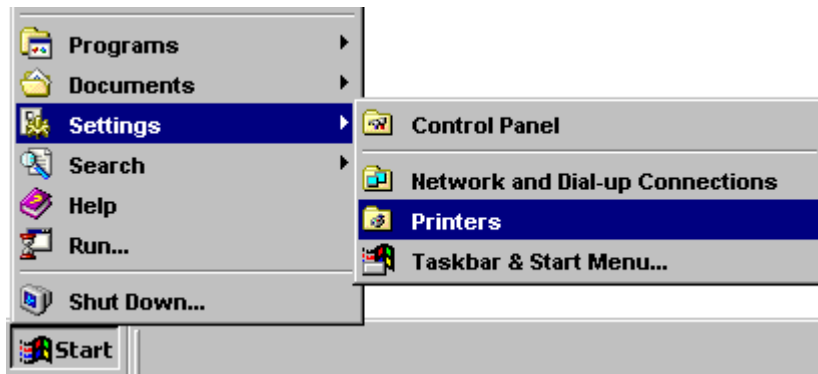 Programs
Documents
Settings
Search
Help
Run...
Shut Down...
Start
Control Panel
Network and Dial-up Connections
Printers
Taskbar & Start Menu...